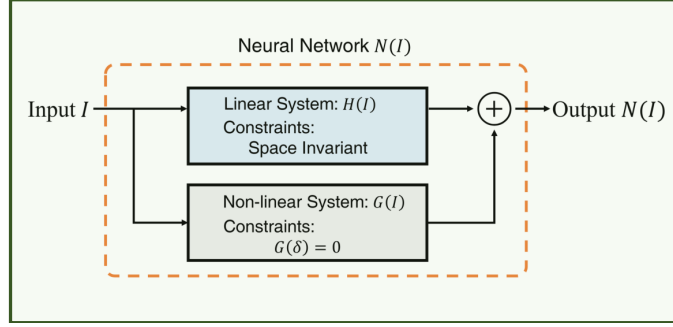 Neural Network N(I)
Input I
Linear System: H(I)
Constraints:
Space Invariant
+
Output N(I)
Non-linear System: G(I)
Constraints:
G(δ) = 0